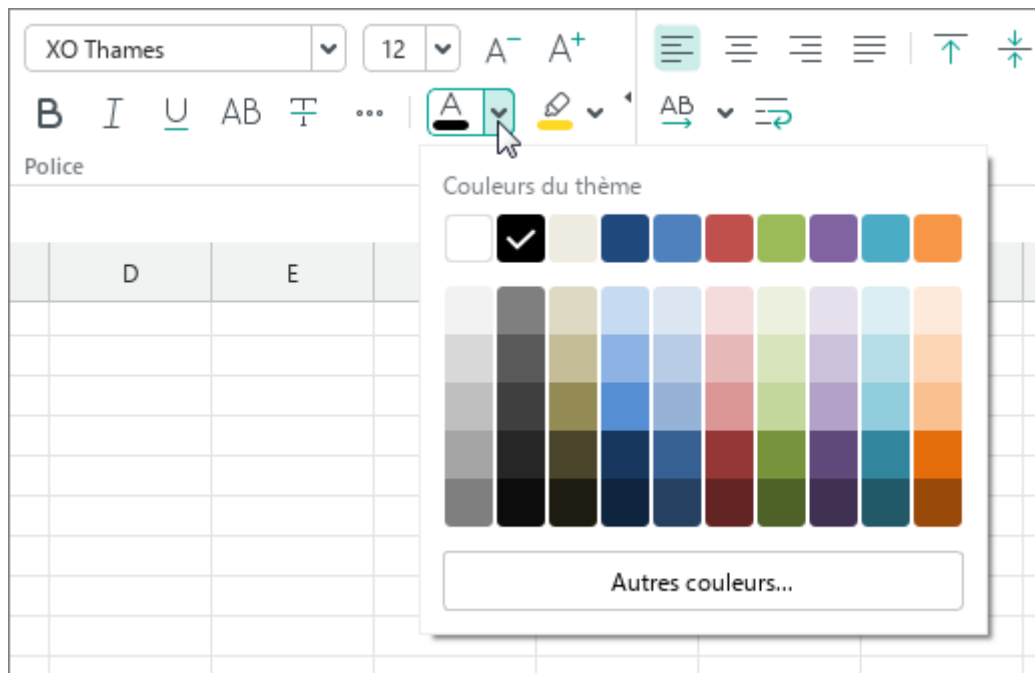 XO Thames 12 A⁻ A⁺
B I U AB T A AB
Police
Couleurs du thème
D E
Autres couleurs...